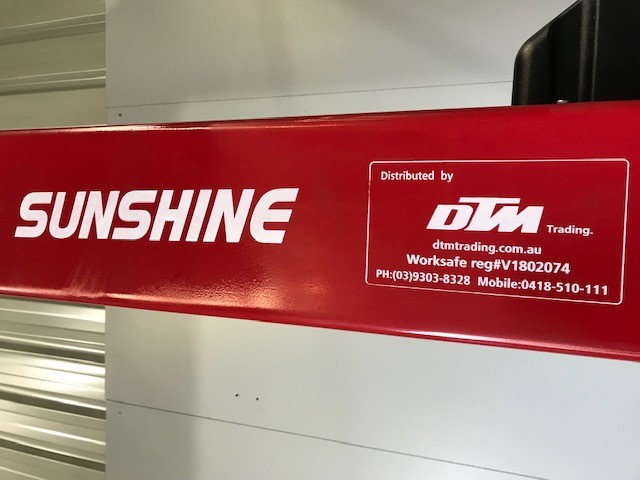 SUNSHINE
Distributed by
DTM Trading.
dtmtrading.com.au
Worksafe reg#V1802074
PH:(03)9303-8328 Mobile:0418-510-111